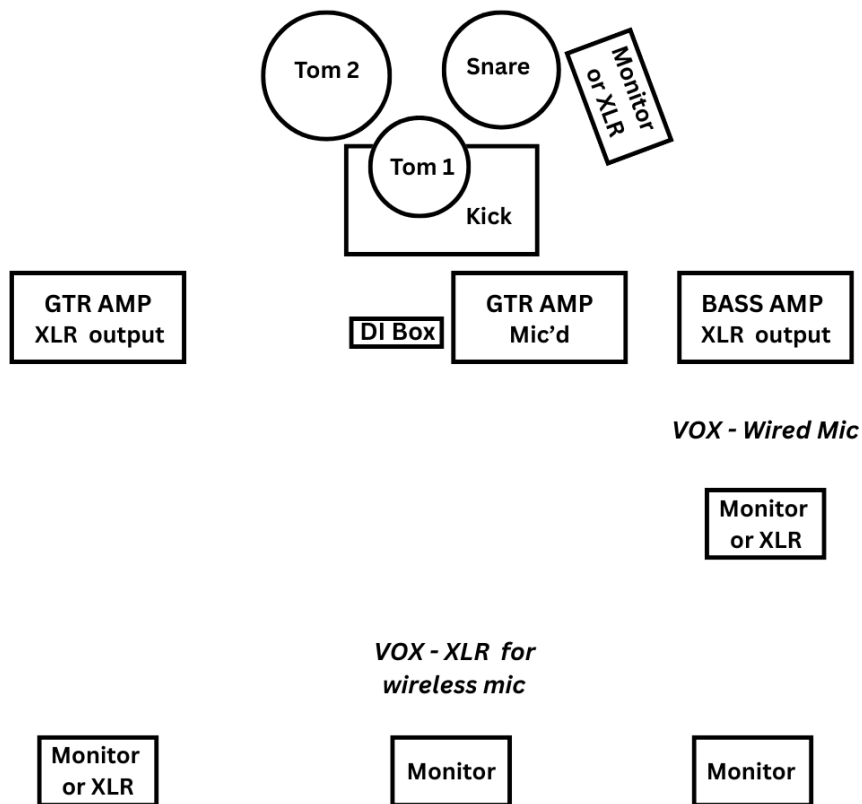 Tom 2
Snare
Monitor
or XLR
Tom 1
Kick
GTR AMP
XLR output
DI Box
GTR AMP
Mic’d
BASS AMP
XLR output
VOX - Wired Mic
Monitor
or XLR
VOX - XLR for
wireless mic
Monitor
or XLR
Monitor
Monitor